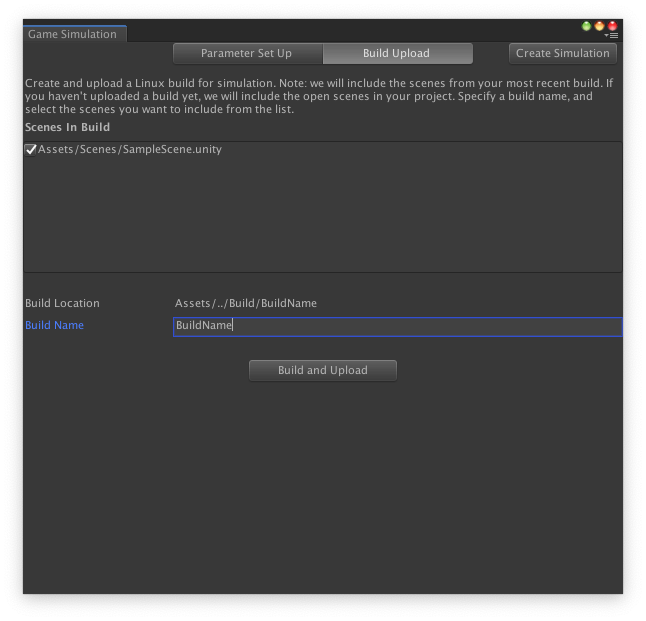 Game Simulation
Parameter Set Up
Build Upload
Create Simulation
Create and upload a Linux build for simulation. Note: we will include the scenes from your most recent build. If
you haven't uploaded a build yet, we will include the open scenes in your project. Specify a build name, and
select the scenes you want to include from the list.
Scenes In Build
Assets/Scenes/SampleScene.unity
Build Location Assets/../Build/BuildName
Build Name BuildName
Build and Upload